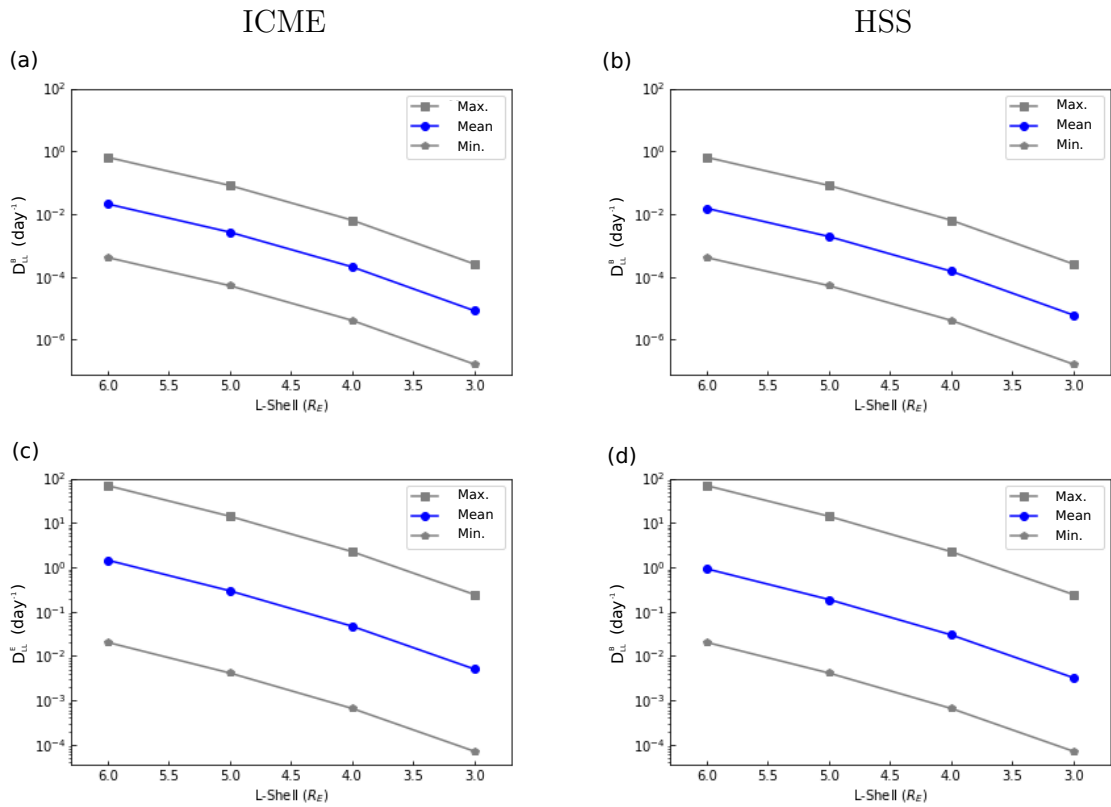 ICME
HSS
(a)
10² 10⁰ 10⁻² 10⁻⁴ 10⁻⁶
D_LL^B (day⁻¹)
Max.
Mean
Min.
6.0 5.5 5.0 4.5 4.0 3.5 3.0
L-Shell (R_E)
(b)
10² 10⁰ 10⁻² 10⁻⁴ 10⁻⁶
D_LL^B (day⁻¹)
Max.
Mean
Min.
6.0 5.5 5.0 4.5 4.0 3.5 3.0
L-Shell (R_E)
(c)
10² 10¹ 10⁰ 10⁻¹ 10⁻² 10⁻³ 10⁻⁴
D_LL^E (day⁻¹)
Max.
Mean
Min.
6.0 5.5 5.0 4.5 4.0 3.5 3.0
L-Shell (R_E)
(d)
10² 10¹ 10⁰ 10⁻¹ 10⁻² 10⁻³ 10⁻⁴
D_LL^B (day⁻¹)
Max.
Mean
Min.
6.0 5.5 5.0 4.5 4.0 3.5 3.0
L-Shell (R_E)